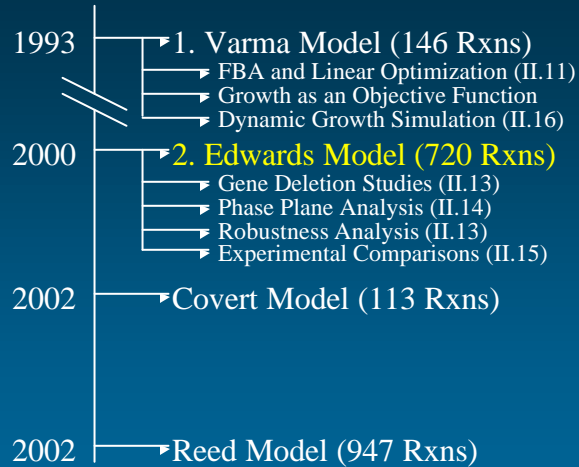 1993 1. Varma Model (146 Rxns)
FBA and Linear Optimization (II.11)
Growth as an Objective Function
Dynamic Growth Simulation (II.16)
2000 2. Edwards Model (720 Rxns)
Gene Deletion Studies (II.13)
Phase Plane Analysis (II.14)
Robustness Analysis (II.13)
Experimental Comparisons (II.15)
2002 Covert Model (113 Rxns)
2002 Reed Model (947 Rxns)